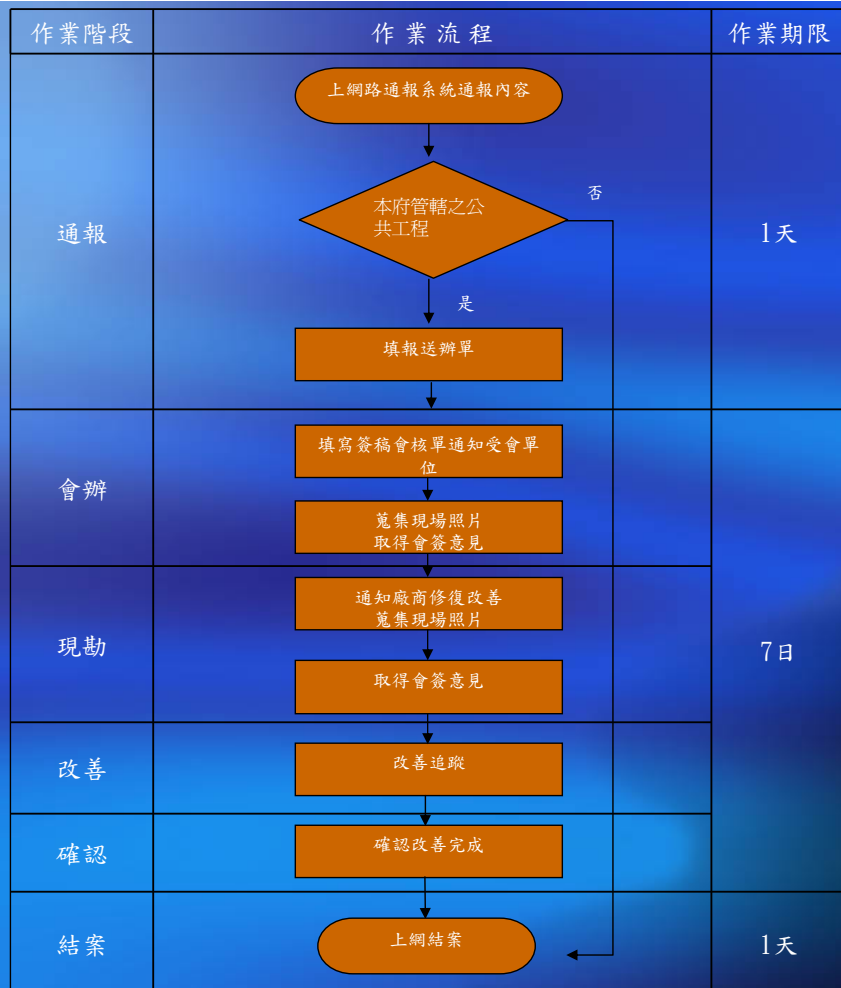 作業階段
作業流程
作業期限
通報
上網路通報系統通報內容
本府管轄之公
共工程
否
是
填報送辦單
1天
會辦
填寫簽稿會核單通知受會單
位
蒐集現場照片
取得會簽意見
現勘
通知廠商修復改善
蒐集現場照片
取得會簽意見
7日
改善
改善追蹤
確認
確認改善完成
結案
上網結案
1天